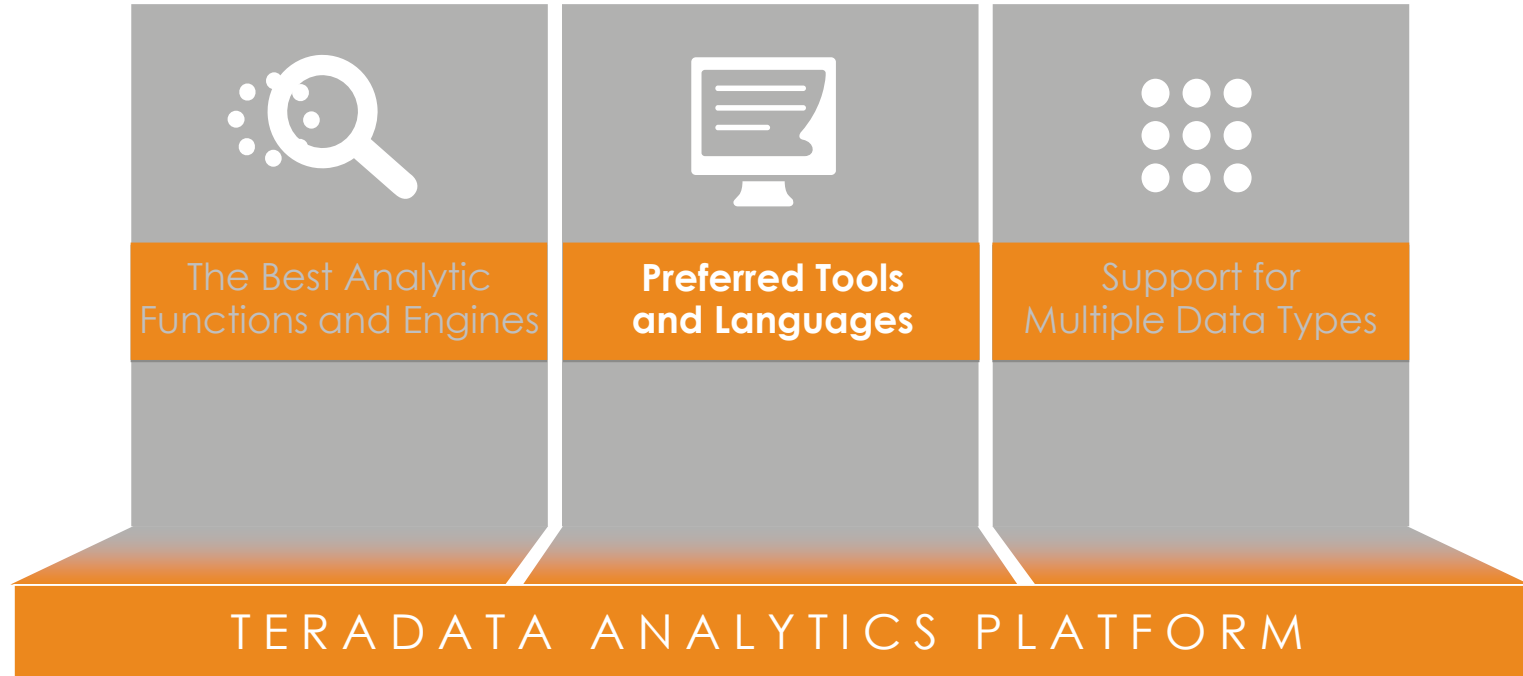 The Best Analytic
Functions and Engines
Preferred Tools
and Languages
Support for
Multiple Data Types
TERADATA ANALYTICS PLATFORM